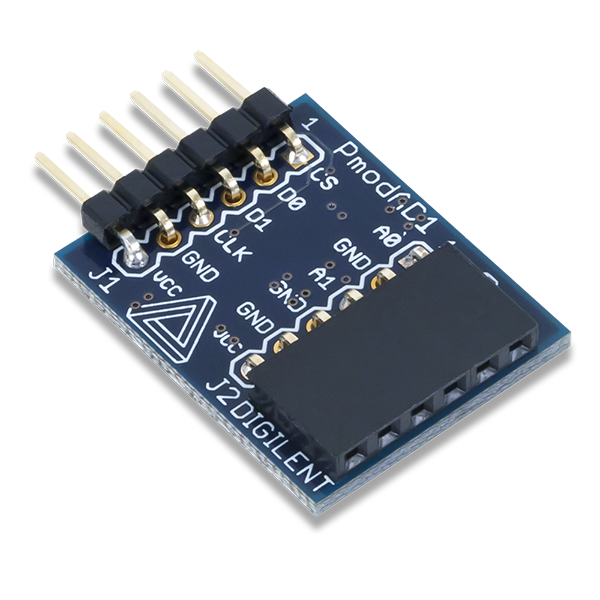 1
PmodAD1
CS
D0
D1
CLK
GND
VCC
J1
A0
GND
A1
GND
GND
VCC
J2
DIGILENT